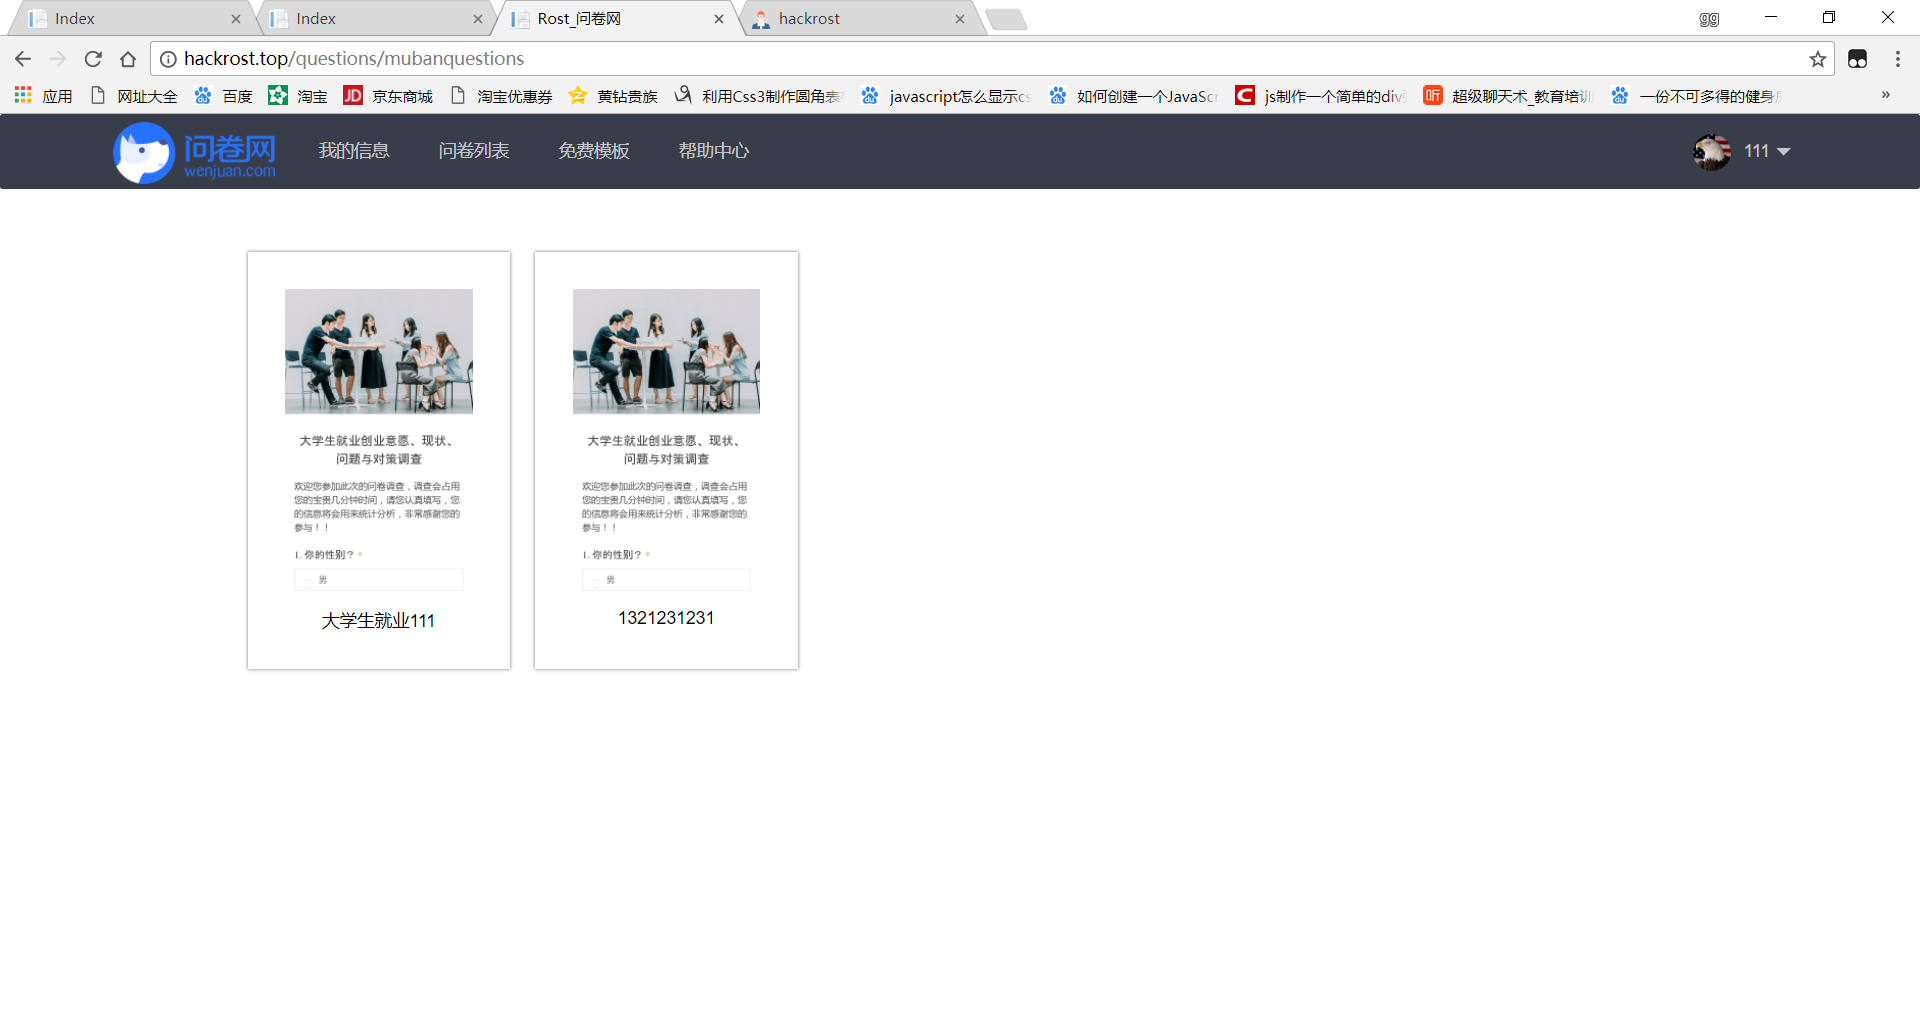 Index
Index
Rost_问卷网
hackrost
gg
hackrost.top/questions/mubanquestions
应用
网址大全
百度
淘宝
JD
京东商城
淘宝优惠券
黄钻贵族
利用Css3制作圆角表
javascript怎么显示cs
如何创建一个JavaSc
js制作一个简单的div
听
超级聊天术_教育培训
一份不可多得的健身
»
问卷网
wenjuan.com
我的信息
问卷列表
免费模板
帮助中心
111
大学生就业创业意愿、现状、
问题与对策调查
欢迎您参加此次的问卷调查，调查会占用
您的宝贵几分钟时间，请您认真填写，您
的信息将会用来统计分析，非常感谢您的
参与！！
1. 你的性别？ *
男
大学生就业111
大学生就业创业意愿、现状、
问题与对策调查
欢迎您参加此次的问卷调查，调查会占用
您的宝贵几分钟时间，请您认真填写，您
的信息将会用来统计分析，非常感谢您的
参与！！
1. 你的性别？ *
男
1321231231